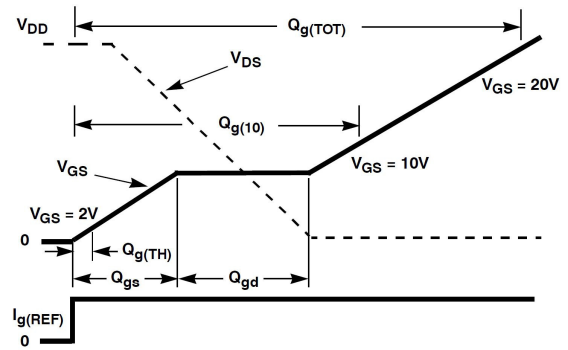 V_DD
Q_g(TOT)
V_DS
V_GS = 20V
Q_g(10)
V_GS
V_GS = 10V
V_GS = 2V
0
Q_g(TH)
Q_gs
Q_gd
I_g(REF)
0